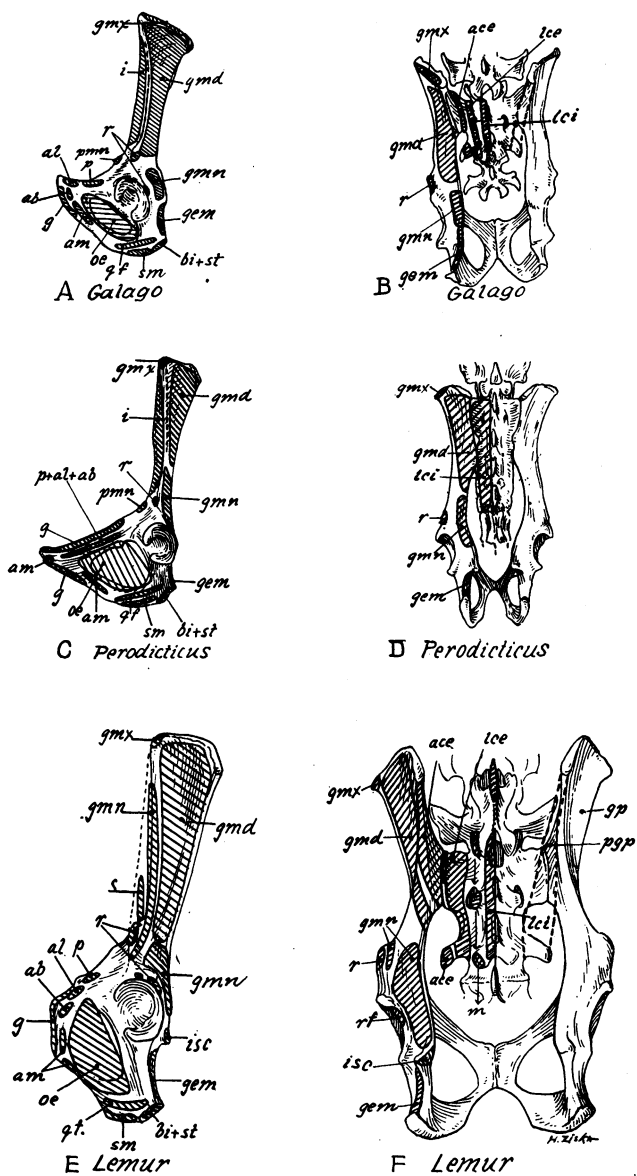 gmx
i
gmd
r
pmn
al
p
ab
g
am
oe
qf
sm
gmn
gem
bi+st
A Galago
gmx
ace
lce
lci
gmd
r
gmn
gem
B Galago
gmx
gmd
i
r
p+al+ab
pmn
gmn
g
am
g
oe
am
qf
sm
gem
bi+st
C Perodicticus
gmx
gmd
lci
r
gmn
gem
D Perodicticus
gmx
gmn
gmd
s
r
al
p
ab
g
gmn
isc
am
oe
gem
qf.
sm
bi+st
E Lemur
ace
lce
gmx
gp
gmd
pgp
gmn
lci
r
ace
m
rf
isc
gem
F Lemur